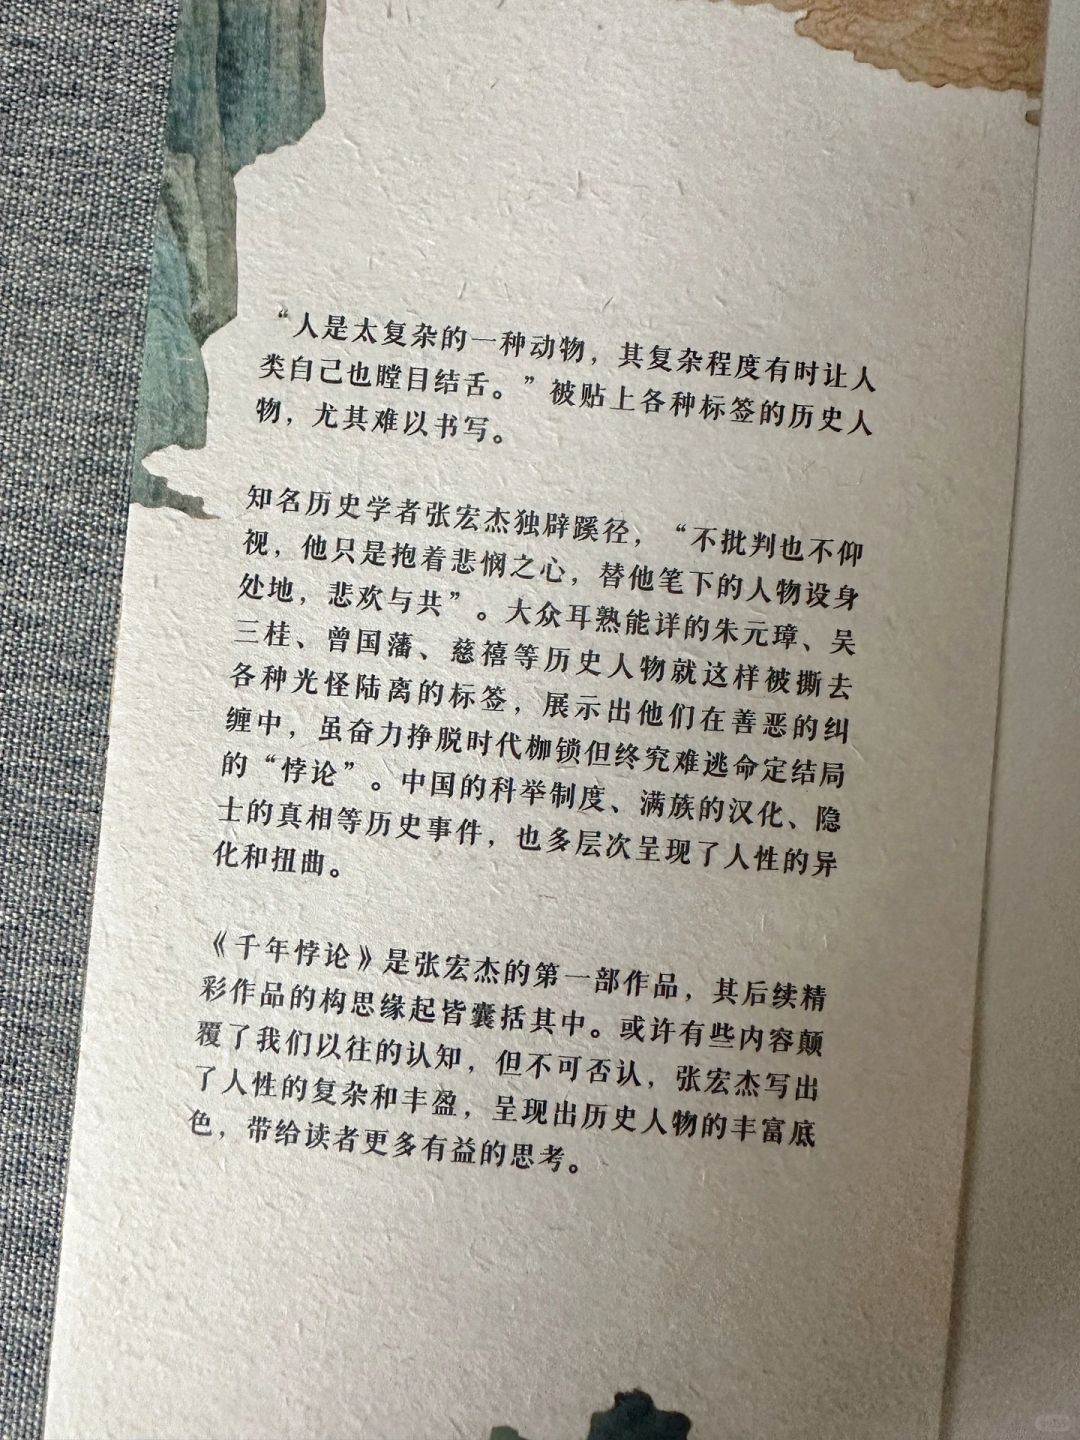 “人是太复杂的一种动物，其复杂程度有时让人
类自己也瞠目结舌。”被贴上各种标签的历史人
物，尤其难以书写。
知名历史学者张宏杰独辟蹊径，“不批判也不仰
视，他只是抱着悲悯之心，替他笔下的人物设身
处地，悲欢与共”。大众耳熟能详的朱元璋、吴
三桂、曾国藩、慈禧等历史人物就这样被撕去
各种光怪陆离的标签，展示出他们在善恶的纠
缠中，虽奋力挣脱时代枷锁但终究难逃命定结局
的“悖论”。中国的科举制度、满族的汉化、隐
士的真相等历史事件，也多层次呈现了人性的异
化和扭曲。
《千年悖论》是张宏杰的第一部作品，其后续精
彩作品的构思缘起皆囊括其中。或许有些内容颠
覆了我们以往的认知，但不可否认，张宏杰写出
了人性的复杂和丰盈，呈现出历史人物的丰富底
色，带给读者更多有益的思考。